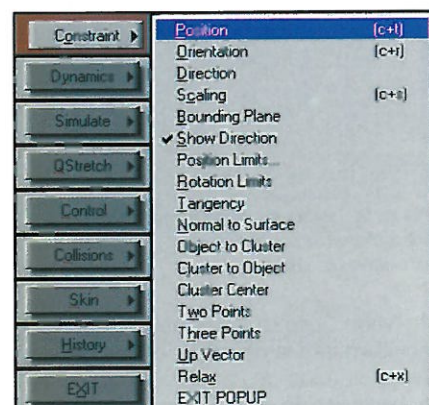 Constraint
Dynamics
Simulate
QStretch
Control
Collisions
Skin
History
EXIT
Position (c+t)
Orientation (c+r)
Direction
Scaling (c+s)
Bounding Plane
✔ Show Direction
Position Limits...
Rotation Limits
Tangency
Normal to Surface
Object to Cluster
Cluster to Object
Cluster Center
Two Points
Three Points
Up Vector
Relax (c+x)
EXIT POPUP